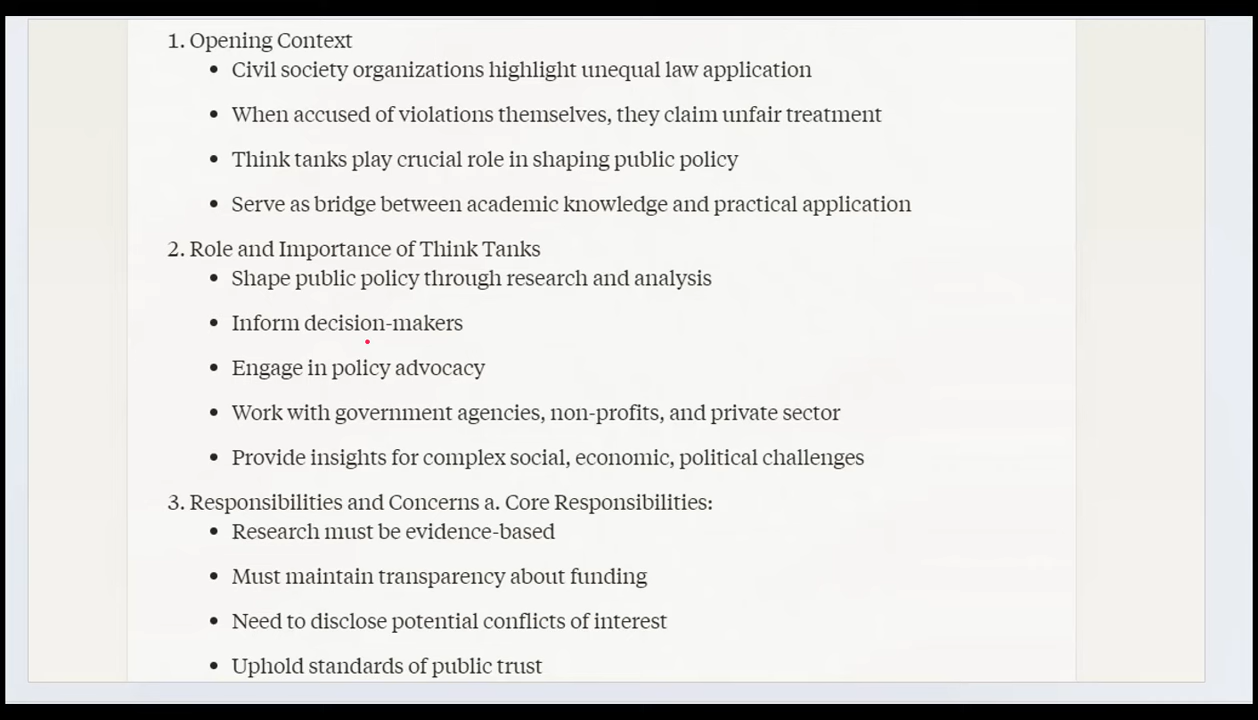 1. Opening Context
• Civil society organizations highlight unequal law application
• When accused of violations themselves, they claim unfair treatment
• Think tanks play crucial role in shaping public policy
• Serve as bridge between academic knowledge and practical application
2. Role and Importance of Think Tanks
• Shape public policy through research and analysis
• Inform decision-makers
• Engage in policy advocacy
• Work with government agencies, non-profits, and private sector
• Provide insights for complex social, economic, political challenges
3. Responsibilities and Concerns a. Core Responsibilities:
• Research must be evidence-based
• Must maintain transparency about funding
• Need to disclose potential conflicts of interest
• Uphold standards of public trust